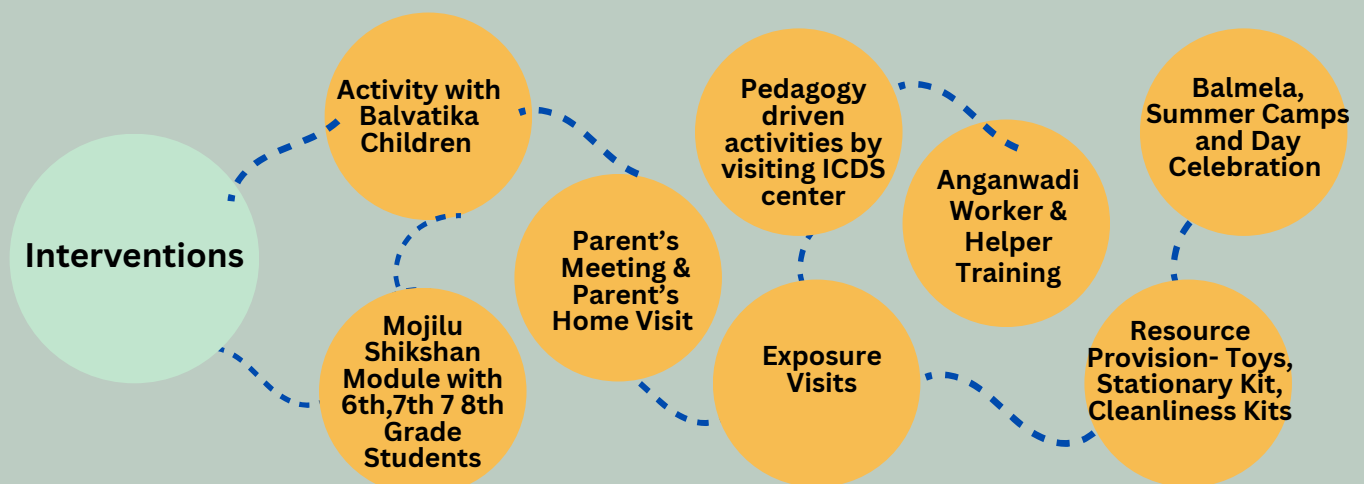 Interventions
Activity with
Balvatika
Children
Mojilu
Shikshan
Module with
6th,7th 7 8th
Grade
Students
Parent's
Meeting &
Parent's
Home Visit
Pedagogy
driven
activities by
visiting ICDS
center
Exposure
Visits
Anganwadi
Worker &
Helper
Training
Balmela,
Summer Camps
and Day
Celebration
Resource
Provision- Toys,
Stationary Kit,
Cleanliness Kits